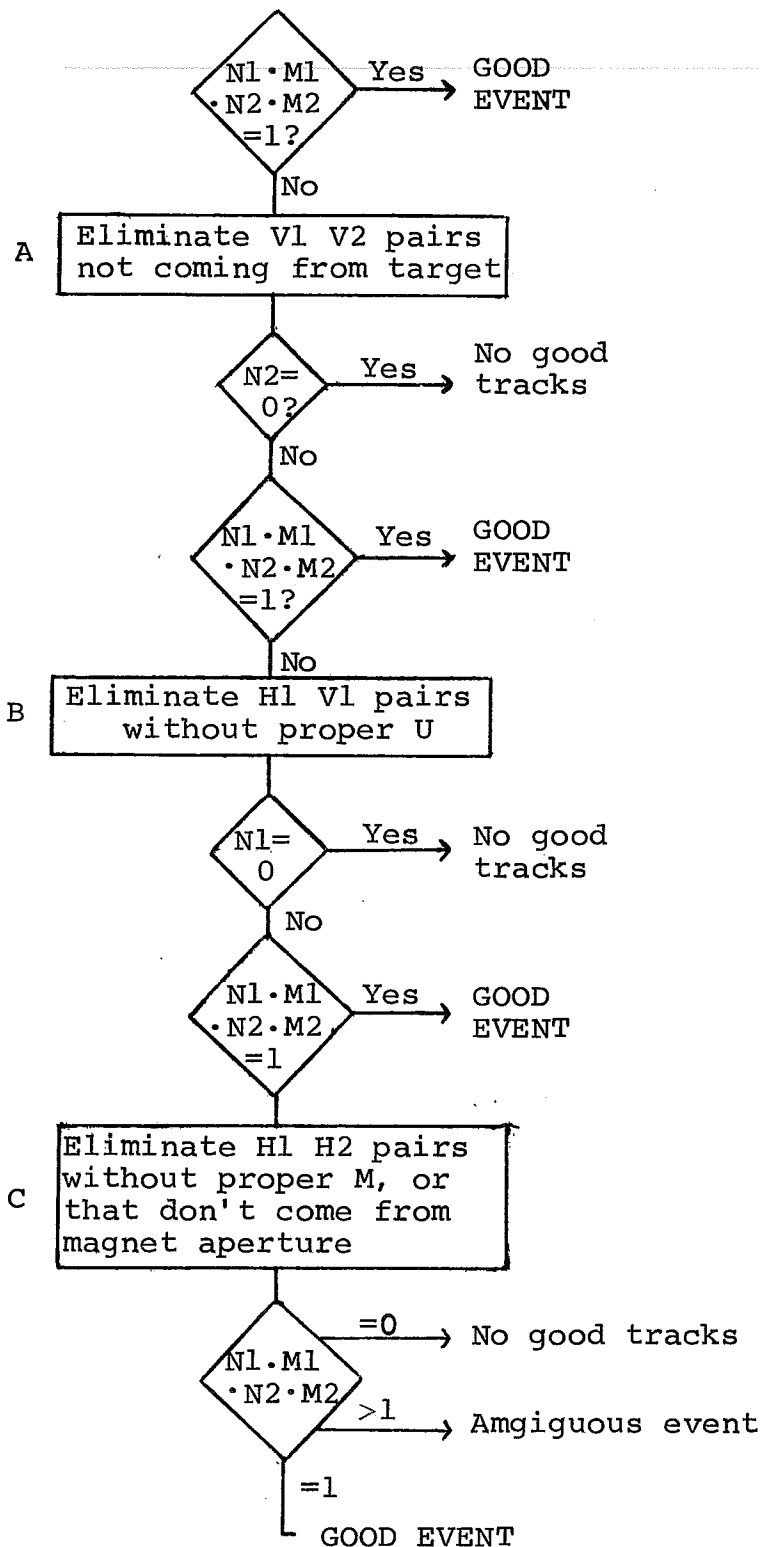 N1·M1
·N2·M2
=1?
Yes
GOOD
EVENT
No
A
Eliminate V1 V2 pairs
not coming from target
N2=
0?
Yes
No good
tracks
No
N1·M1
·N2·M2
=1?
Yes
GOOD
EVENT
No
B
Eliminate H1 V1 pairs
without proper U
N1=
0
Yes
No good
tracks
No
N1·M1
·N2·M2
=1
Yes
GOOD
EVENT
C
Eliminate H1 H2 pairs
without proper M, or
that don't come from
magnet aperture
N1.M1
·N2·M2
=0
No good tracks
>1
Amgiguous event
=1
GOOD EVENT